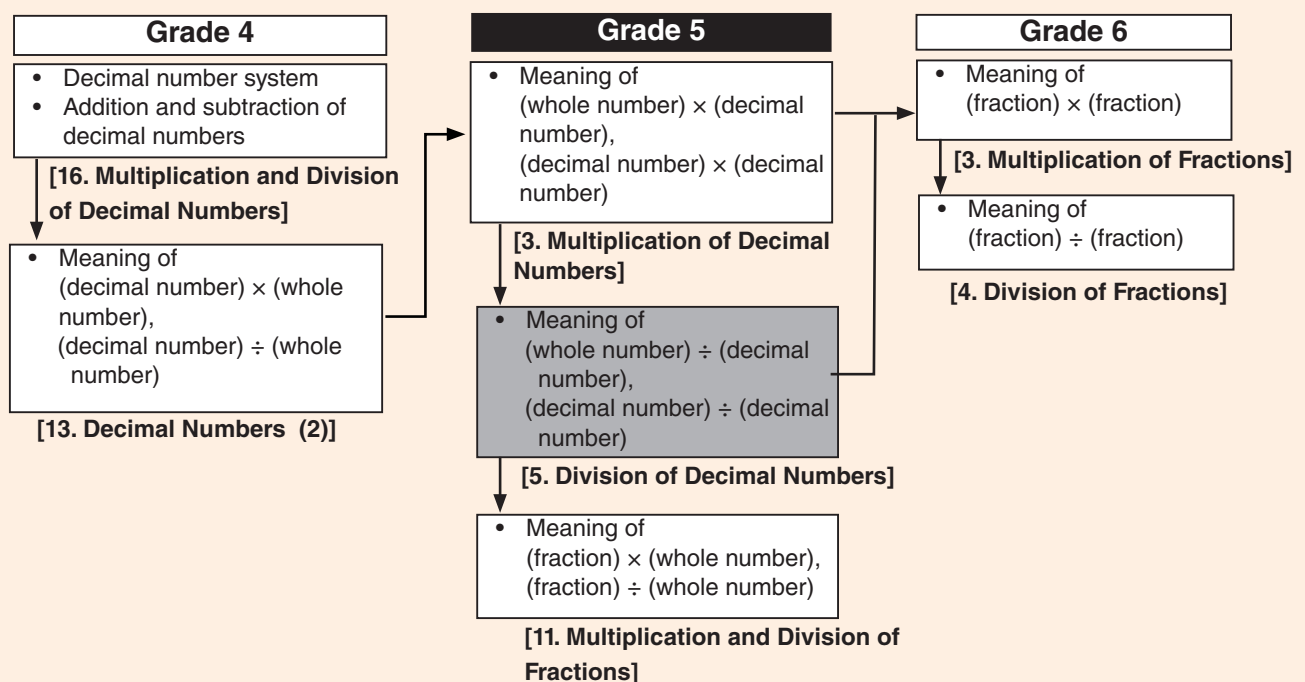 Grade 4
• Decimal number system
• Addition and subtraction of
decimal numbers
[16. Multiplication and Division
of Decimal Numbers]
• Meaning of
(decimal number) × (whole
number),
(decimal number) ÷ (whole
number)
[13. Decimal Numbers (2)]
Grade 5
• Meaning of
(whole number) × (decimal
number),
(decimal number) × (decimal
number)
[3. Multiplication of Decimal
Numbers]
• Meaning of
(whole number) ÷ (decimal
number),
(decimal number) ÷ (decimal
number)
[5. Division of Decimal Numbers]
• Meaning of
(fraction) × (whole number),
(fraction) ÷ (whole number)
[11. Multiplication and Division of
Fractions]
Grade 6
• Meaning of
(fraction) × (fraction)
[3. Multiplication of Fractions]
• Meaning of
(fraction) ÷ (fraction)
[4. Division of Fractions]